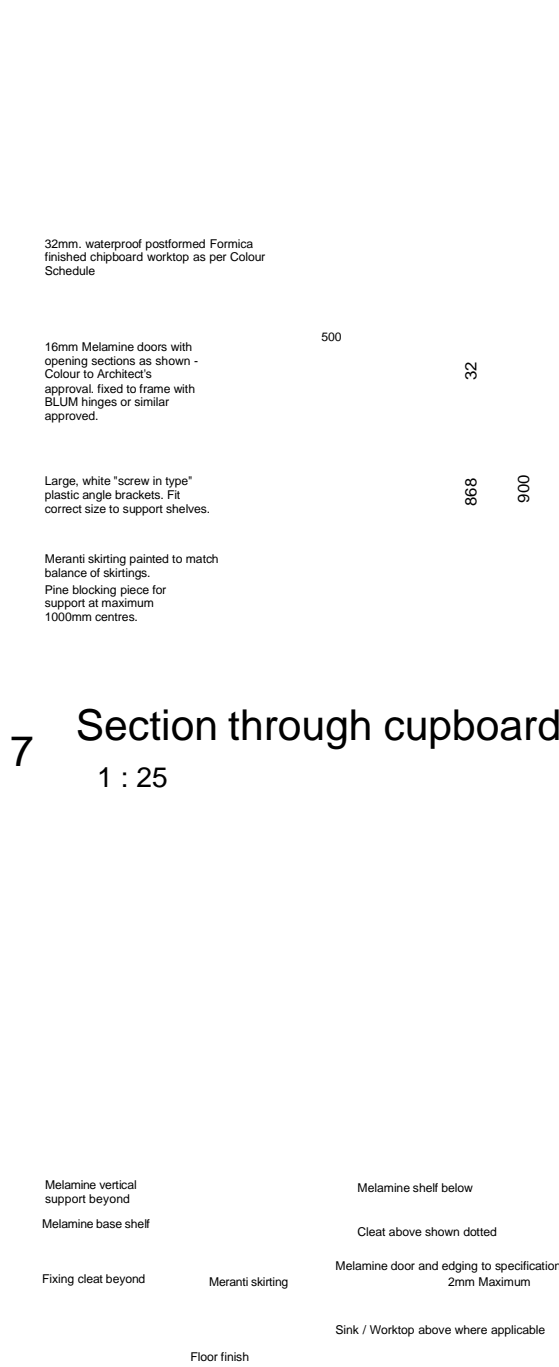 32mm. waterproof postformed Formica
finished chipboard worktop as per Colour
Schedule
500
16mm Melamine doors with
opening sections as shown -
Colour to Architect's
approval. fixed to frame with
BLUM hinges or similar
approved.
32
Large, white "screw in type"
plastic angle brackets. Fit
correct size to support shelves.
868
900
Meranti skirting painted to match
balance of skirtings.
Pine blocking piece for
support at maximum
1000mm centres.
7
Section through cupboard
1 : 25
Melamine vertical
support beyond
Melamine shelf below
Melamine base shelf
Cleat above shown dotted
Melamine door and edging to specification
2mm Maximum
Fixing cleat beyond
Meranti skirting
Sink / Worktop above where applicable
Floor finish